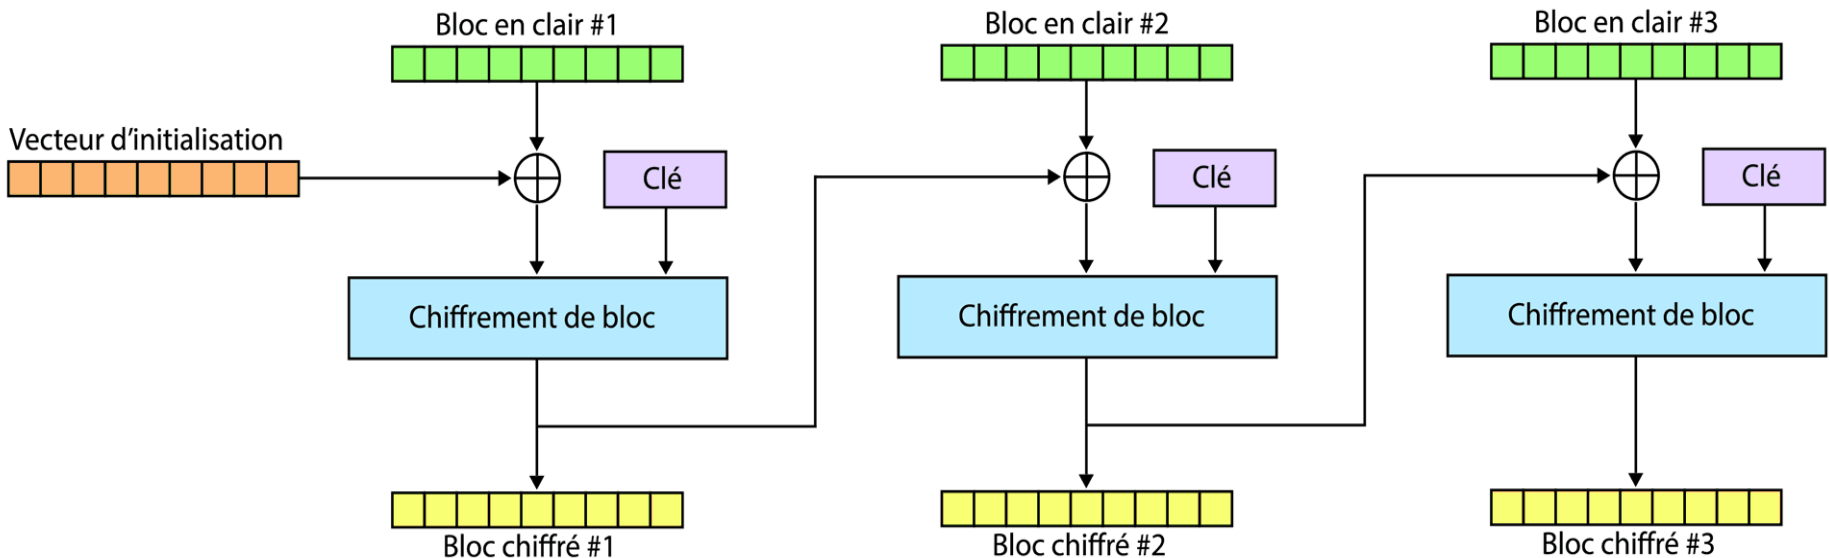 Bloc en clair #1
Bloc en clair #2
Bloc en clair #3
Vecteur d'initialisation
Clé
Clé
Clé
Chiffrement de bloc
Chiffrement de bloc
Chiffrement de bloc
Bloc chiffré #1
Bloc chiffré #2
Bloc chiffré #3